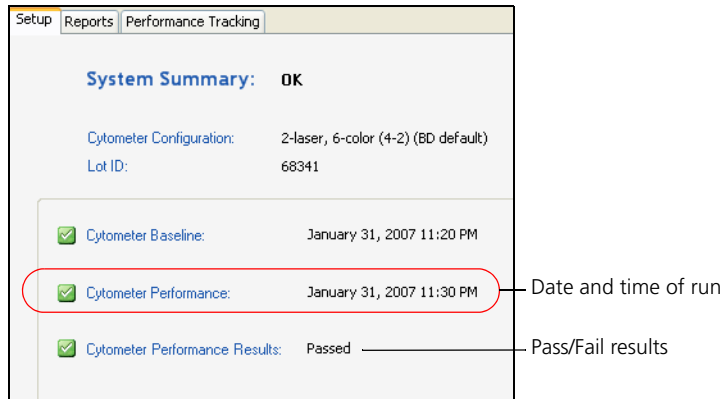 Setup Reports Performance Tracking
System Summary: OK
Cytometer Configuration: 2-laser, 6-color (4-2) (BD default)
Lot ID: 68341
Cytometer Baseline: January 31, 2007 11:20 PM
Cytometer Performance: January 31, 2007 11:30 PM Date and time of run
Cytometer Performance Results: Passed Pass/Fail results